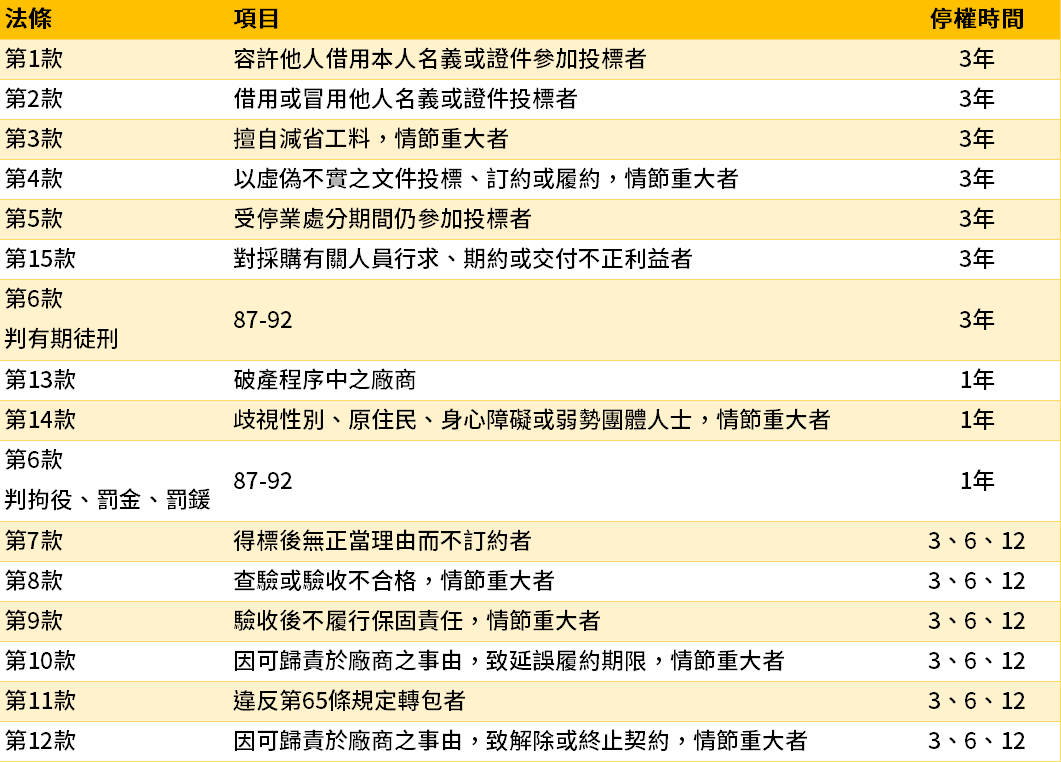 法條 項目 停權時間
第1款 容許他人借用本人名義或證件參加投標者 3年
第2款 借用或冒用他人名義或證件投標者 3年
第3款 擅自減省工料，情節重大者 3年
第4款 以虛偽不實之文件投標、訂約或履約，情節重大者 3年
第5款 受停業處分期間仍參加投標者 3年
第15款 對採購有關人員行求、期約或交付不正利益者 3年
第6款
判有期徒刑 87-92 3年
第13款 破產程序中之廠商 1年
第14款 歧視性別、原住民、身心障礙或弱勢團體人士，情節重大者 1年
第6款
判拘役、罰金、罰鍰 87-92 1年
第7款 得標後無正當理由而不訂約者 3、6、12
第8款 查驗或驗收不合格，情節重大者 3、6、12
第9款 驗收後不履行保固責任，情節重大者 3、6、12
第10款 因可歸責於廠商之事由，致延誤履約期限，情節重大者 3、6、12
第11款 違反第65條規定轉包者 3、6、12
第12款 因可歸責於廠商之事由，致解除或終止契約，情節重大者 3、6、12